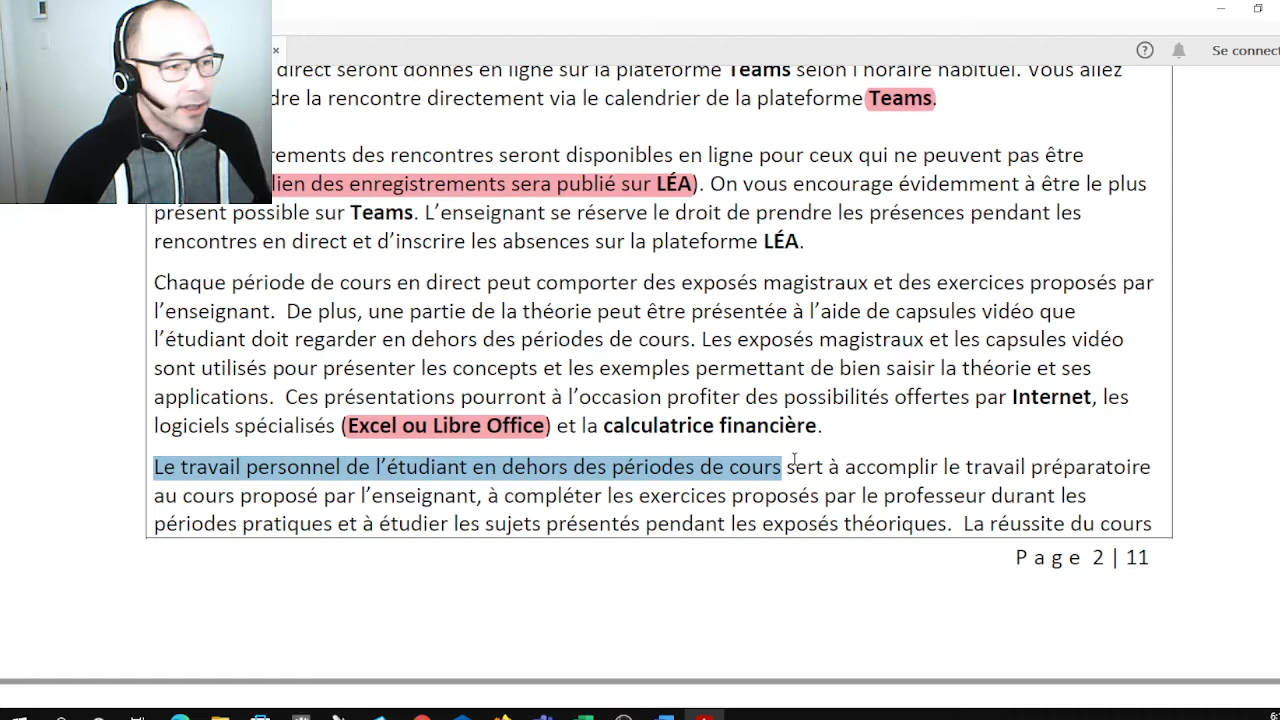 Se connect
direct seront donnés en ligne sur la plateforme Teams selon l'horaire habituel. Vous allez
dre la rencontre directement via le calendrier de la plateforme Teams.
rements des rencontres seront disponibles en ligne pour ceux qui ne peuvent pas être
lien des enregistrements sera publié sur LÉA). On vous encourage évidemment à être le plus
présent possible sur Teams. L'enseignant se réserve le droit de prendre les présences pendant les
rencontres en direct et d'inscrire les absences sur la plateforme LÉA.
Chaque période de cours en direct peut comporter des exposés magistraux et des exercices proposés par
l'enseignant. De plus, une partie de la théorie peut être présentée à l'aide de capsules vidéo que
l'étudiant doit regarder en dehors des périodes de cours. Les exposés magistraux et les capsules vidéo
sont utilisés pour présenter les concepts et les exemples permettant de bien saisir la théorie et ses
applications. Ces présentations pourront à l'occasion profiter des possibilités offertes par Internet, les
logiciels spécialisés (Excel ou Libre Office) et la calculatrice financière.
Le travail personnel de l'étudiant en dehors des périodes de cours sert à accomplir le travail préparatoire
au cours proposé par l'enseignant, à compléter les exercices proposés par le professeur durant les
périodes pratiques et à étudier les sujets présentés pendant les exposés théoriques. La réussite du cours
Page 2 | 11